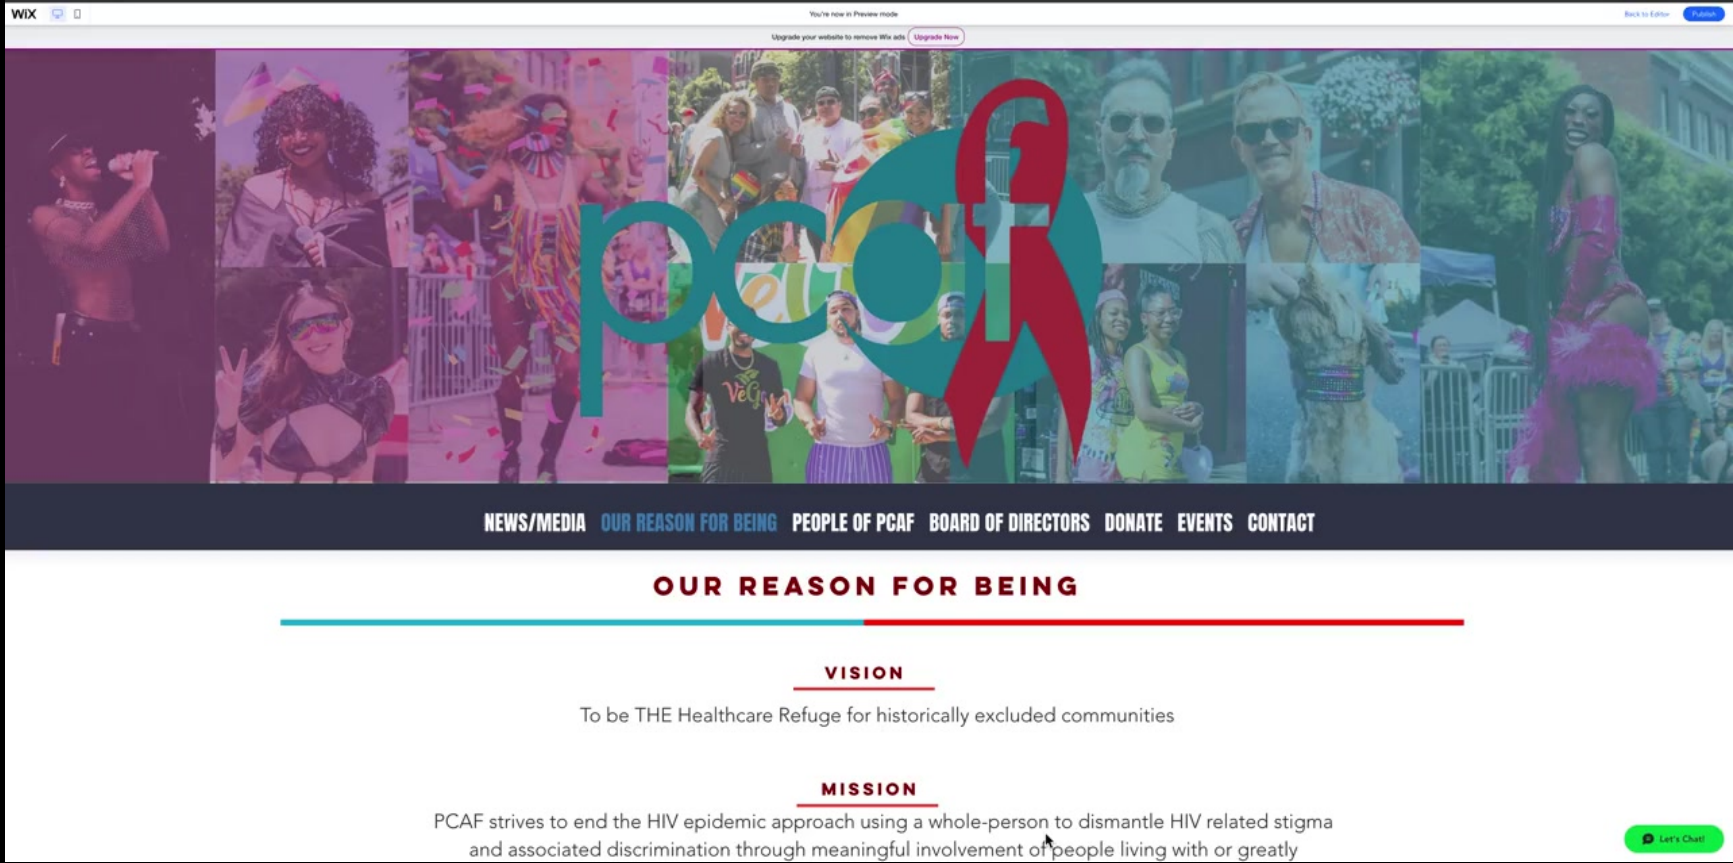 WiX
You're now in Preview mode
Back to Editor
Publish
Upgrade your website to remove Wix ads
Upgrade Now
pcaf
VeGs
NEWS/MEDIA OUR REASON FOR BEING PEOPLE OF PCAF BOARD OF DIRECTORS DONATE EVENTS CONTACT
OUR REASON FOR BEING
VISION
To be THE Healthcare Refuge for historically excluded communities
MISSION
PCAF strives to end the HIV epidemic approach using a whole-person to dismantle HIV related stigma
and associated discrimination through meaningful involvement of people living with or greatly
Let's Chat!